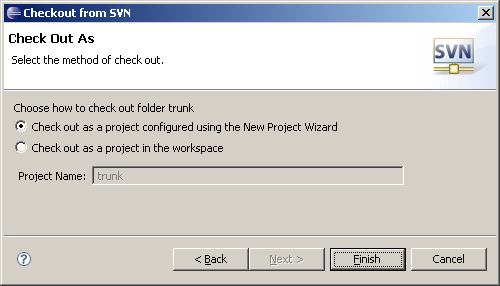 Checkout from SVN
Check Out As
Select the method of check out.
SVN
Choose how to check out folder trunk
Check out as a project configured using the New Project Wizard
Check out as a project in the workspace
Project Name: trunk
?
< Back Next > Finish Cancel